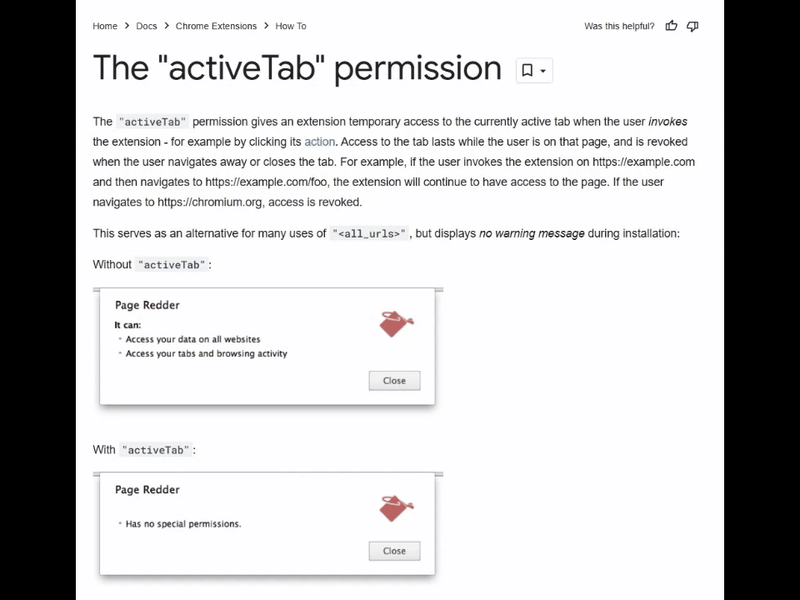 Home > Docs > Chrome Extensions > How To
Was this helpful?
The "activeTab" permission
The "activeTab" permission gives an extension temporary access to the currently active tab when the user invokes
the extension - for example by clicking its action. Access to the tab lasts while the user is on that page, and is revoked
when the user navigates away or closes the tab. For example, if the user invokes the extension on https://example.com
and then navigates to https://example.com/foo, the extension will continue to have access to the page. If the user
navigates to https://chromium.org, access is revoked.
This serves as an alternative for many uses of "<all_urls>", but displays no warning message during installation:
Without "activeTab":
Page Redder
It can:
Access your data on all websites
Access your tabs and browsing activity
Close
With "activeTab":
Page Redder
Has no special permissions.
Close